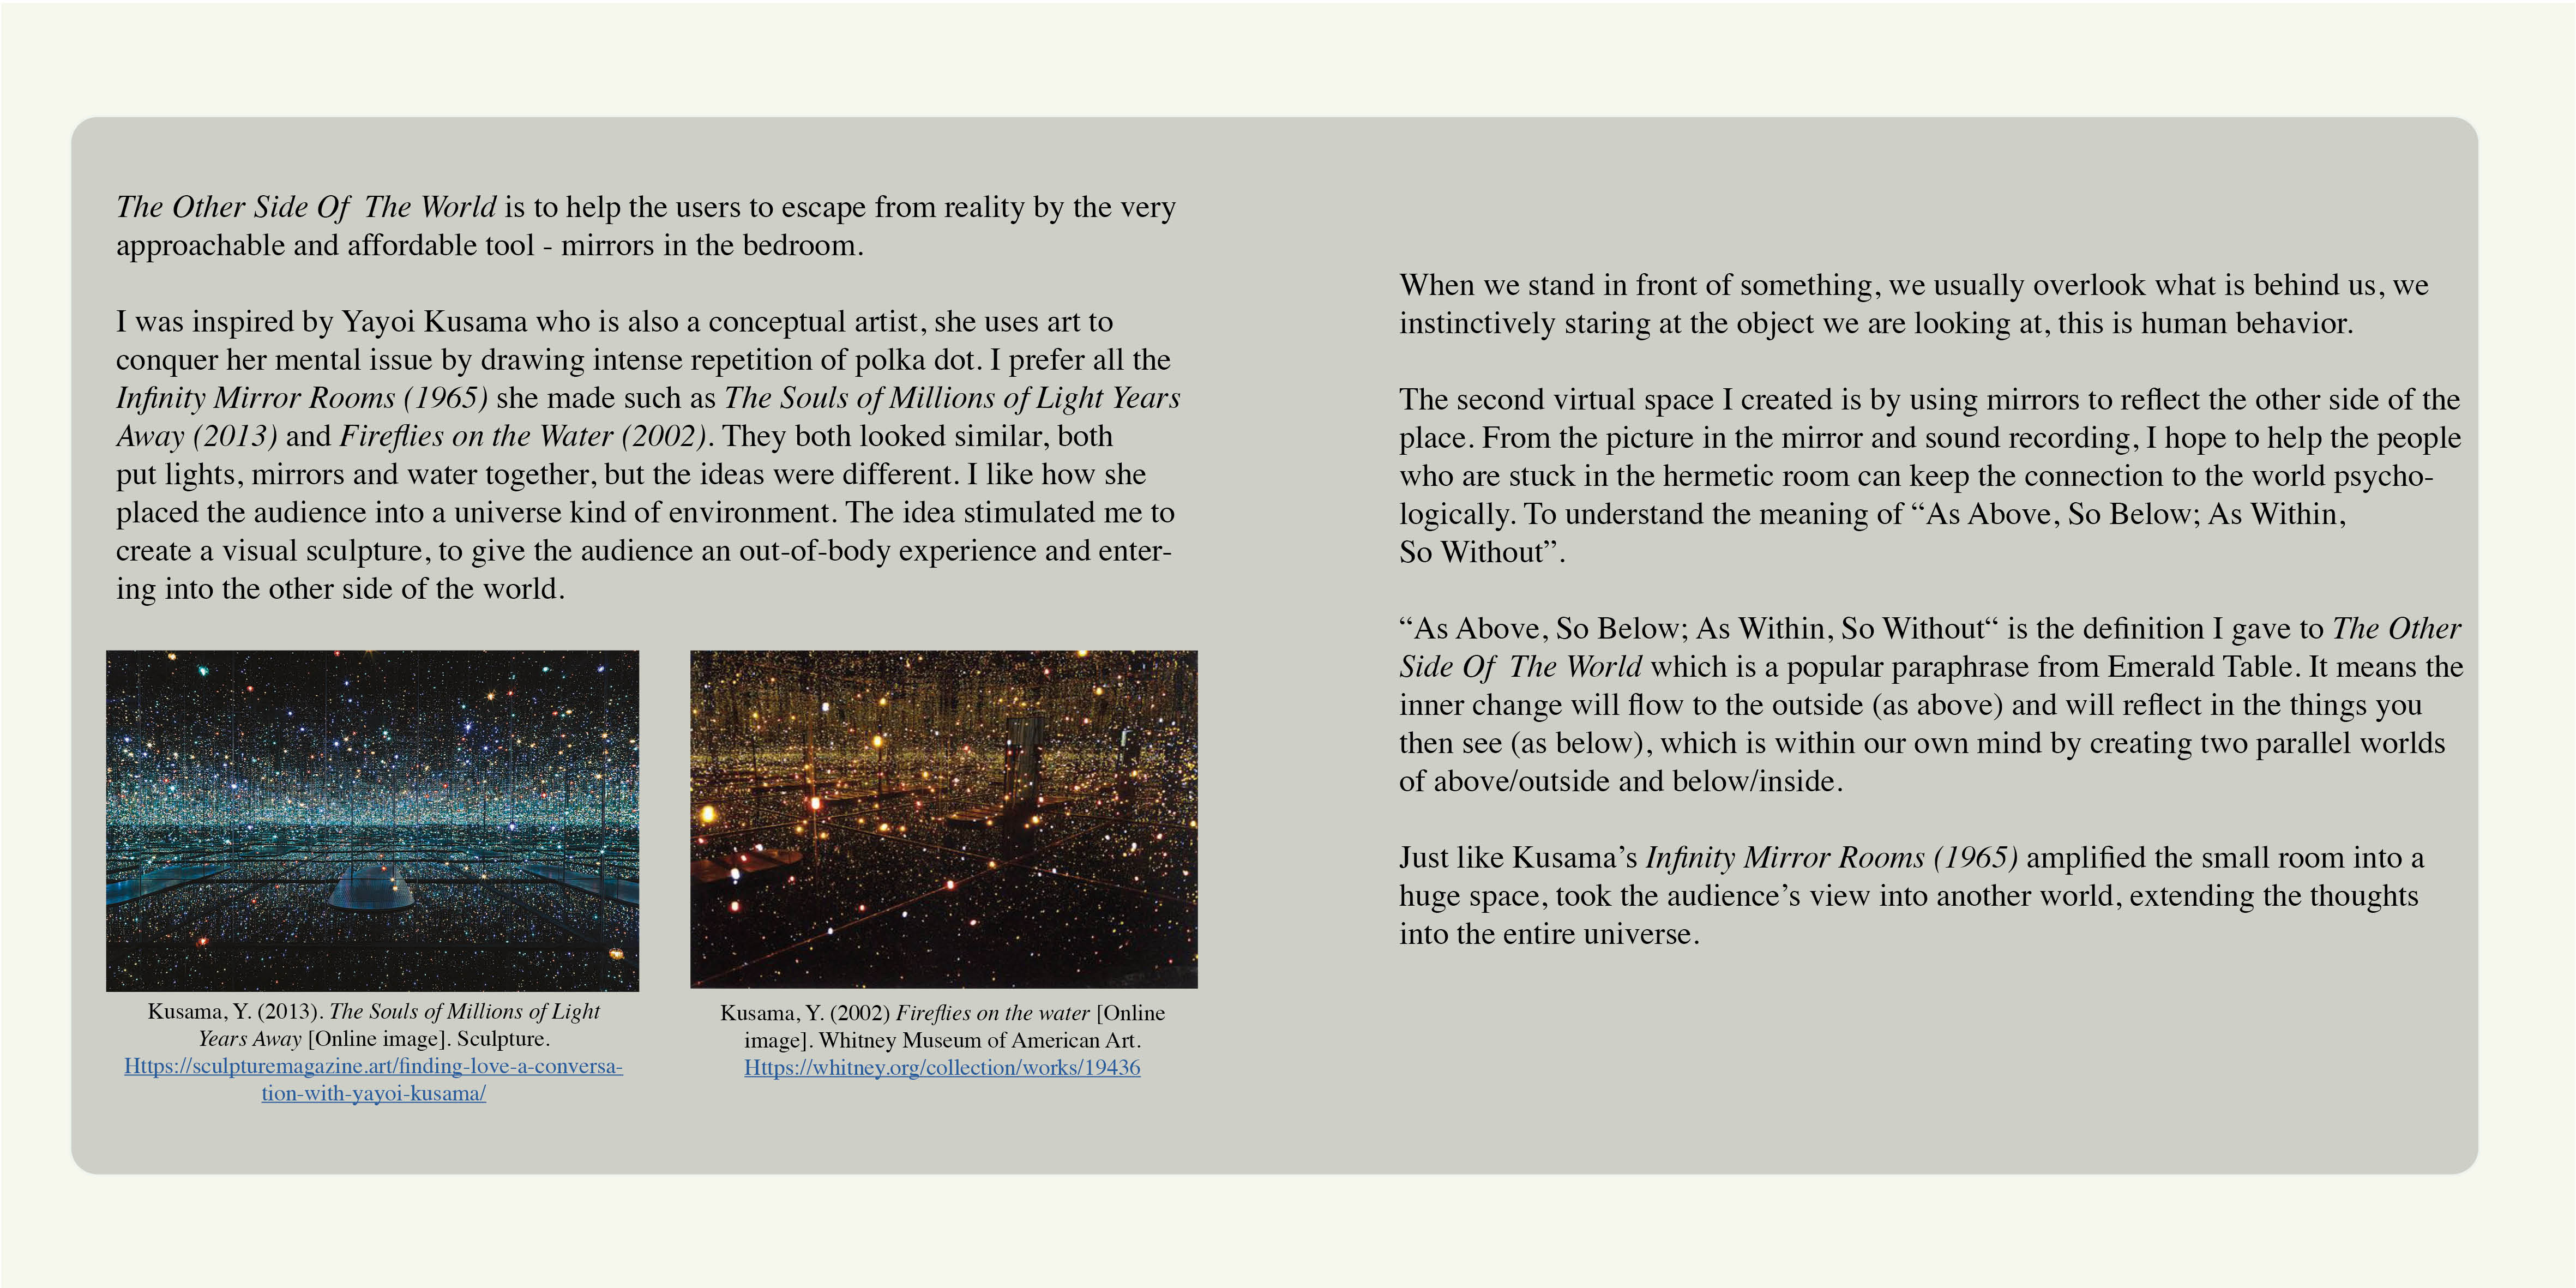 The Other Side Of The World is to help the users to escape from reality by the very
approachable and affordable tool - mirrors in the bedroom.
I was inspired by Yayoi Kusama who is also a conceptual artist, she uses art to
conquer her mental issue by drawing intense repetition of polka dot. I prefer all the
Infinity Mirror Rooms (1965) she made such as The Souls of Millions of Light Years
Away (2013) and Fireflies on the Water (2002). They both looked similar, both
put lights, mirrors and water together, but the ideas were different. I like how she
placed the audience into a universe kind of environment. The idea stimulated me to
create a visual sculpture, to give the audience an out-of-body experience and enter-
ing into the other side of the world.
Kusama, Y. (2013). The Souls of Millions of Light
Years Away [Online image]. Sculpture.
Https://sculpturemagazine.art/finding-love-a-conversa-
tion-with-yayoi-kusama/
Kusama, Y. (2002) Fireflies on the water [Online
image]. Whitney Museum of American Art.
Https://whitney.org/collection/works/19436
When we stand in front of something, we usually overlook what is behind us, we
instinctively staring at the object we are looking at, this is human behavior.
The second virtual space I created is by using mirrors to reflect the other side of the
place. From the picture in the mirror and sound recording, I hope to help the people
who are stuck in the hermetic room can keep the connection to the world psycho-
logically. To understand the meaning of “As Above, So Below; As Within,
So Without”.
“As Above, So Below; As Within, So Without“ is the definition I gave to The Other
Side Of The World which is a popular paraphrase from Emerald Table. It means the
inner change will flow to the outside (as above) and will reflect in the things you
then see (as below), which is within our own mind by creating two parallel worlds
of above/outside and below/inside.
Just like Kusama’s Infinity Mirror Rooms (1965) amplified the small room into a
huge space, took the audience’s view into another world, extending the thoughts
into the entire universe.